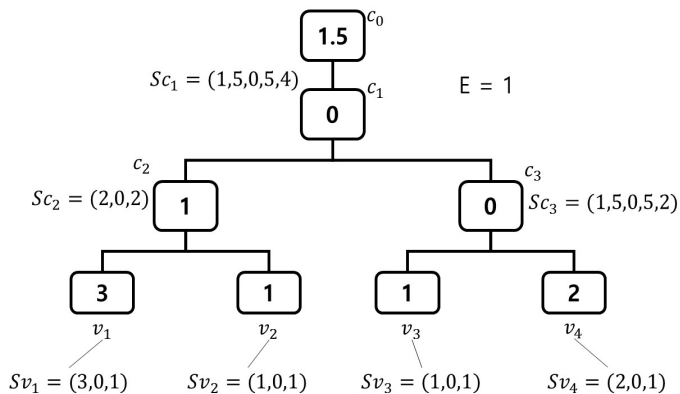 c₀
1.5
Sc₁ = (1,5,0,5,4)
c₁
E = 1
0
c₂
c₃
Sc₂ = (2,0,2)
1
0
Sc₃ = (1,5,0,5,2)
3
1
1
2
v₁
v₂
v₃
v₄
Sv₁ = (3,0,1)
Sv₂ = (1,0,1)
Sv₃ = (1,0,1)
Sv₄ = (2,0,1)